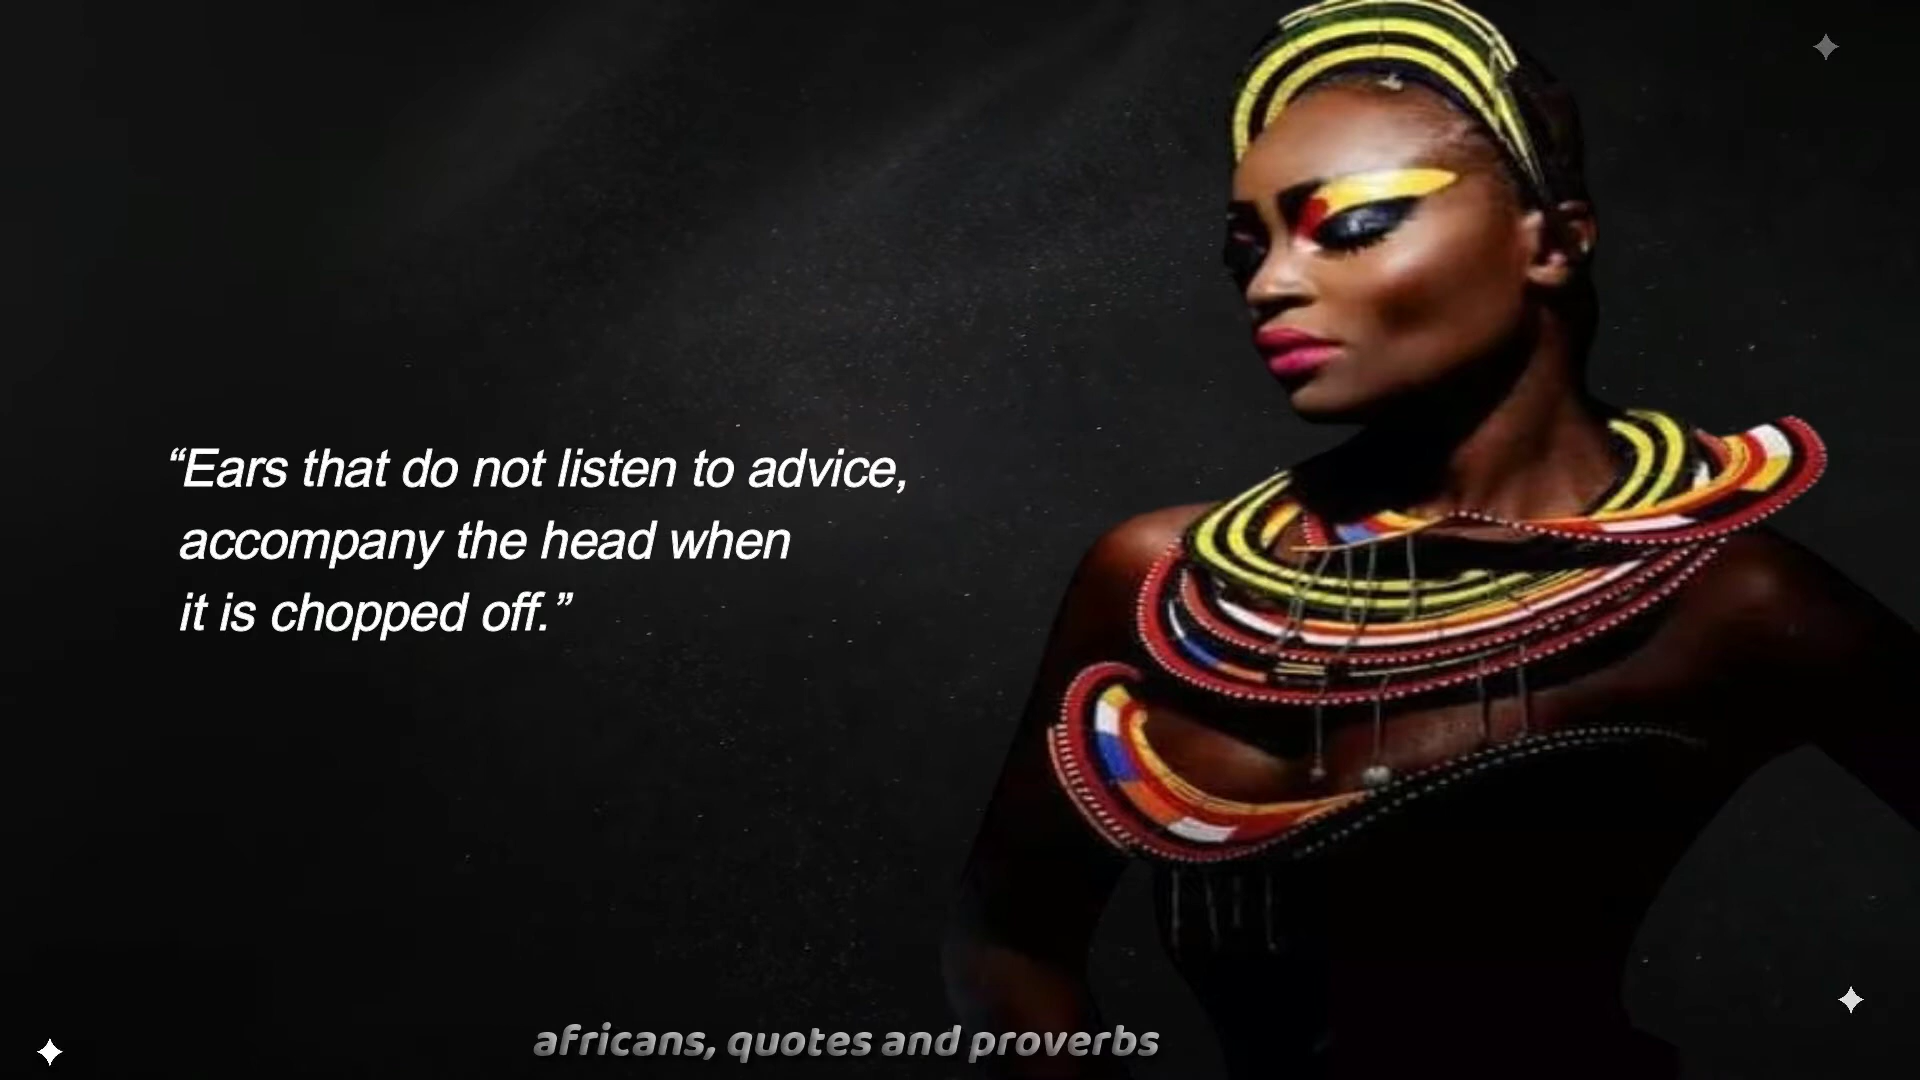 “Ears that do not listen to advice,
accompany the head when
it is chopped off.”
africans, quotes and proverbs